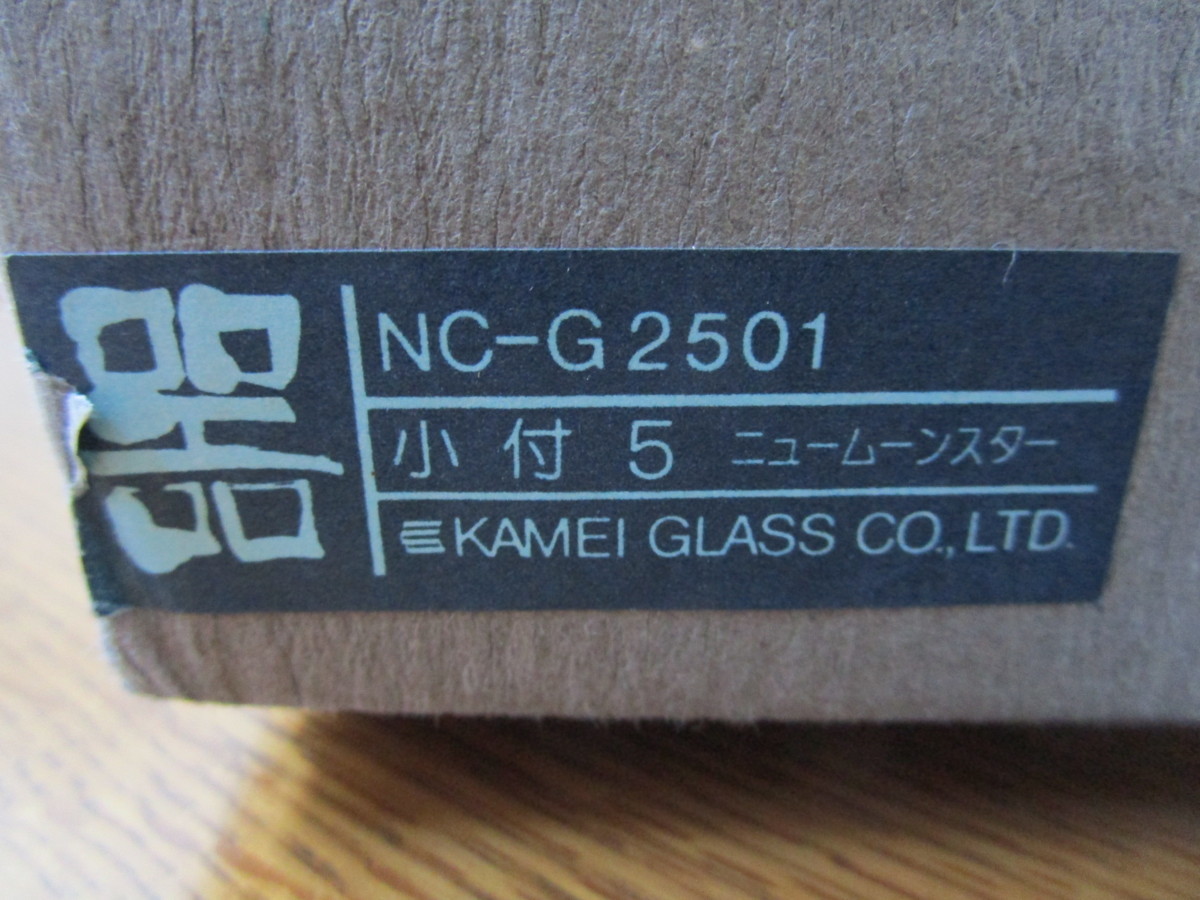 器
NC-G2501
小付 5 ニュームーンスター
KAMEI GLASS CO., LTD.